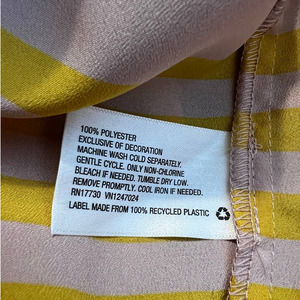 100% POLYESTER
EXCLUSIVE OF DECORATION
MACHINE WASH COLD SEPARATELY.
GENTLE CYCLE. ONLY NON-CHLORINE
BLEACH IF NEEDED. TUMBLE DRY LOW.
REMOVE PROMPTLY. COOL IRON IF NEEDED.
RN17730 VN1247024
LABEL MADE FROM 100% RECYCLED PLASTIC